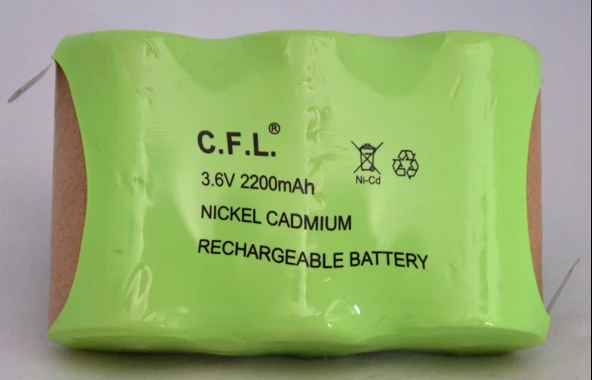 C.F.L.®
3.6V 2200mAh
NICKEL CADMIUM
RECHARGEABLE BATTERY
Ni-Cd